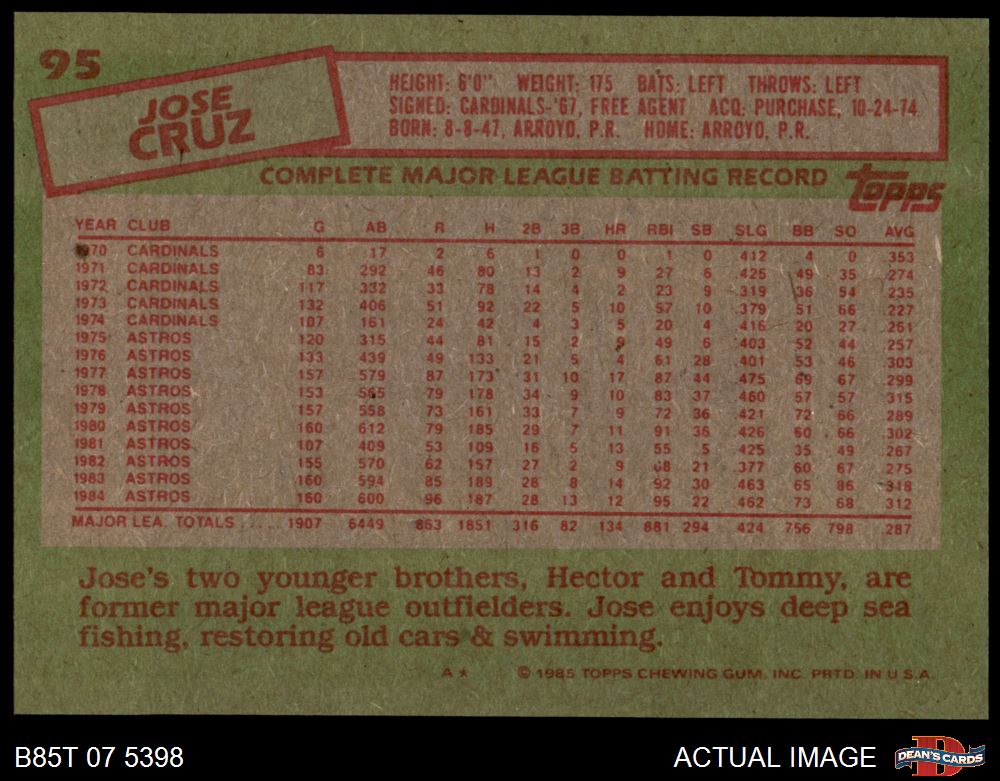 95
JOSE
CRUZ
HEIGHT: 6'0" WEIGHT: 175 BATS: LEFT THROWS: LEFT
SIGNED: CARDINALS-'67, FREE AGENT ACQ: PURCHASE, 10-24-74
BORN: 8-8-47, ARROYO, P.R. HOME: ARROYO, P.R.
COMPLETE MAJOR LEAGUE BATTING RECORD
topps
YEAR CLUB G AB R H 2B 3B HR RBI SB SLG BB SO AVG
1970 CARDINALS 6 17 2 6 1 0 0 1 0 .412 4 0 .353
1971 CARDINALS 83 292 46 80 13 2 9 27 6 .425 49 35 .274
1972 CARDINALS 117 332 33 78 14 4 2 23 9 .319 36 54 .235
1973 CARDINALS 132 406 51 92 22 5 10 57 10 .379 51 66 .227
1974 CARDINALS 107 161 24 42 4 3 5 20 4 .416 20 27 .261
1975 ASTROS 120 315 44 81 15 2 9 49 6 .403 52 44 .257
1976 ASTROS 133 439 49 133 21 5 4 61 28 .401 53 46 .303
1977 ASTROS 157 579 87 173 31 10 17 87 44 .475 69 67 .299
1978 ASTROS 153 565 79 178 34 9 10 83 37 .460 57 57 .315
1979 ASTROS 157 558 73 161 33 7 9 72 36 .421 72 66 .289
1980 ASTROS 160 612 79 185 29 7 11 91 36 .426 60 66 .302
1981 ASTROS 107 409 53 109 16 5 13 55 5 .425 35 49 .267
1982 ASTROS 155 570 62 157 27 2 9 68 21 .377 60 67 .275
1983 ASTROS 160 594 85 189 28 8 14 92 30 .463 65 86 .318
1984 ASTROS 160 600 96 187 28 13 12 95 22 .462 73 68 .312
MAJOR LEA. TOTALS ..... 1907 6449 863 1851 316 82 134 881 294 .424 756 798 .287
Jose's two younger brothers, Hector and Tommy, are
former major league outfielders. Jose enjoys deep sea
fishing, restoring old cars & swimming.
A★ © 1985 TOPPS CHEWING GUM, INC. PRTD. IN U.S.A.
B85T 07 5398 ACTUAL IMAGE
D
DEAN'S CARDS